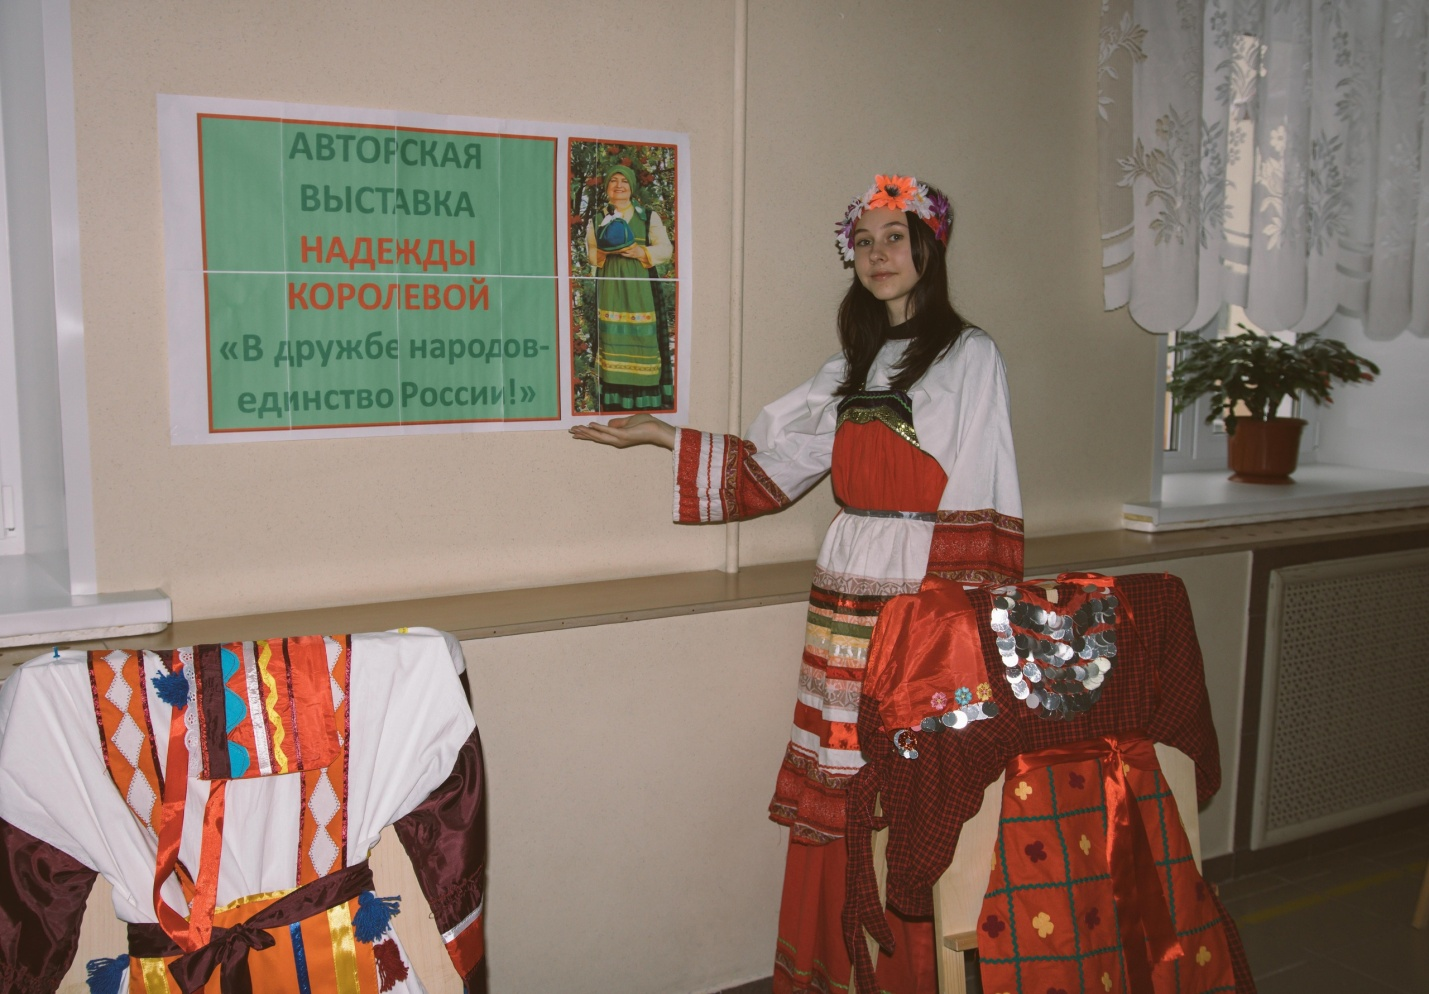 АВТОРСКАЯ
ВЫСТАВКА
НАДЕЖДЫ
КОРОЛЕВОЙ
«В дружбе народов-
единство России!»